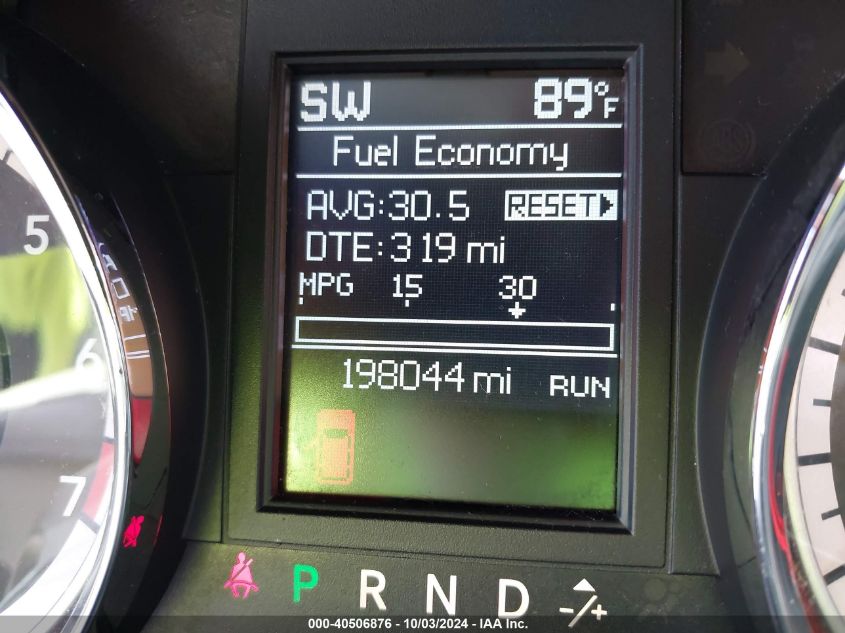 SW 89°F
Fuel Economy
AVG:30.5 RESET
DTE:319 mi
MPG 15 30
198044 mi RUN
5
6
7
P R N D -/+
000-40506876 - 10/03/2024 - IAA Inc.